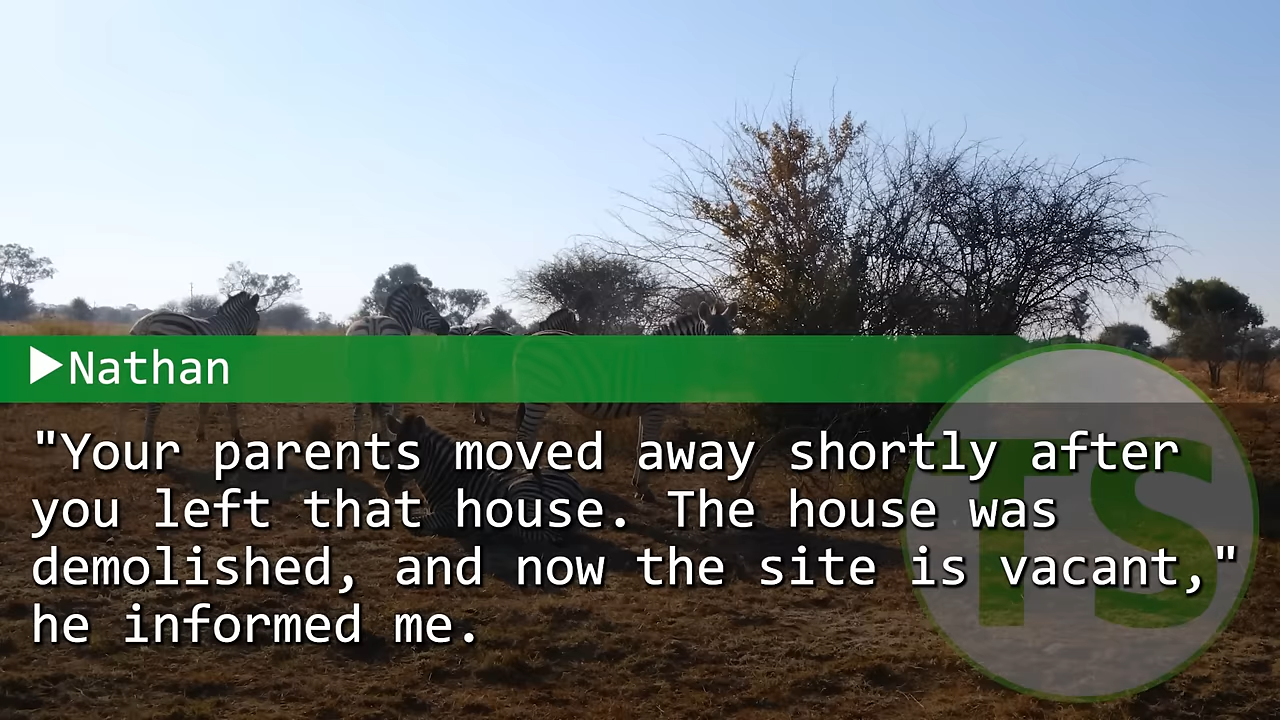 ▶Nathan
"Your parents moved away shortly after
you left that house. The house was
demolished, and now the site is vacant,"
he informed me.
TS